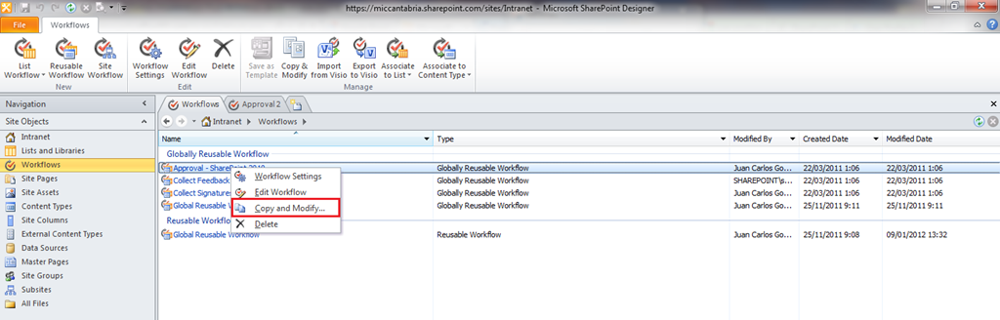 https://miccantabria.sharepoint.com/sites/Intranet - Microsoft SharePoint Designer
File Workflows
List Workflow
Reusable Workflow
Site Workflow
Workflow Settings
Edit Workflow
Delete
Save as Template
Copy & Modify
Import from Visio
Export to Visio
Associate to List
Associate to Content Type
New Edit Manage
Navigation
Site Objects
Intranet
Lists and Libraries
Workflows
Site Pages
Site Assets
Content Types
Site Columns
External Content Types
Data Sources
Master Pages
Site Groups
Subsites
All Files
Workflows Approval 2
Intranet Workflows
Name Type Modified By Created Date Modified Date
Globally Reusable Workflow
Approval - SharePoint 2010 Globally Reusable Workflow Juan Carlos Go... 22/03/2011 1:06 22/03/2011 1:06
Collect Feedback Globally Reusable Workflow SHAREPOINT\s... 22/03/2011 1:06 22/03/2011 1:06
Collect Signatures Globally Reusable Workflow Juan Carlos Go... 22/03/2011 1:06 22/03/2011 1:06
Global Reusable W Globally Reusable Workflow Juan Carlos Go... 25/11/2011 9:11 25/11/2011 9:11
Reusable Workflow
Global Reusable Workflow Reusable Workflow Juan Carlos Go... 25/11/2011 9:08 09/01/2012 13:32
Workflow Settings
Edit Workflow
Copy and Modify...
Delete